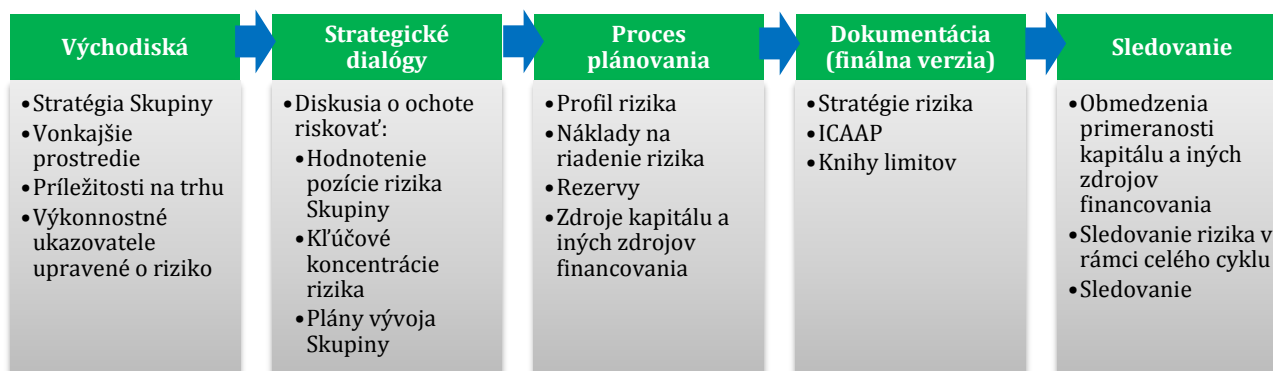 Východiská
• Stratégia Skupiny
• Vonkajšie
prostredie
• Príležitosti na trhu
• Výkonnostné
ukazovatele
upravené o riziko
Strategické
dialógy
• Diskusia o ochote
riskovať:
• Hodnotenie
pozície rizika
Skupiny
• Kľúčové
koncentrácie
rizika
• Plány vývoja
Skupiny
Proces
plánovania
• Profil rizika
• Náklady na
riadenie rizika
• Rezervy
• Zdroje kapitálu a
iných zdrojov
financovania
Dokumentácia
(finálna verzia)
• Stratégie rizika
• ICAAP
• Knihy limitov
Sledovanie
• Obmedzenia
primeranosti
kapitálu a iných
zdrojov
financovania
• Sledovanie rizika v
rámci celého cyklu
• Sledovanie